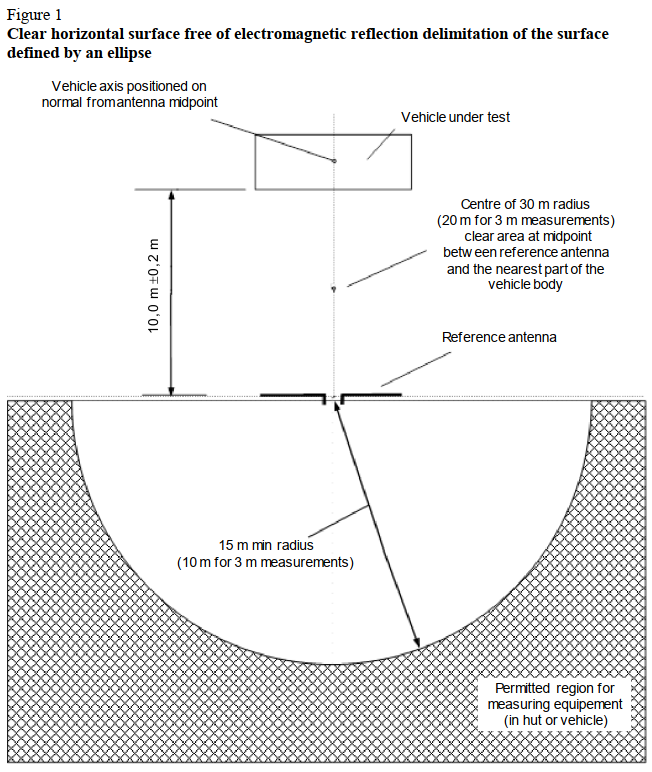 Figure 1
Clear horizontal surface free of electromagnetic reflection delimitation of the surface
defined by an ellipse
Vehicle axis positioned on
normal from antenna midpoint
Vehicle under test
Centre of 30 m radius
(20 m for 3 m measurements)
clear area at midpoint
between reference antenna
and the nearest part of the
vehicle body
10,0 m ±0,2 m
Reference antenna
15 m min radius
(10 m for 3 m measurements)
Permitted region for
measuring equipement
(in hut or vehicle)